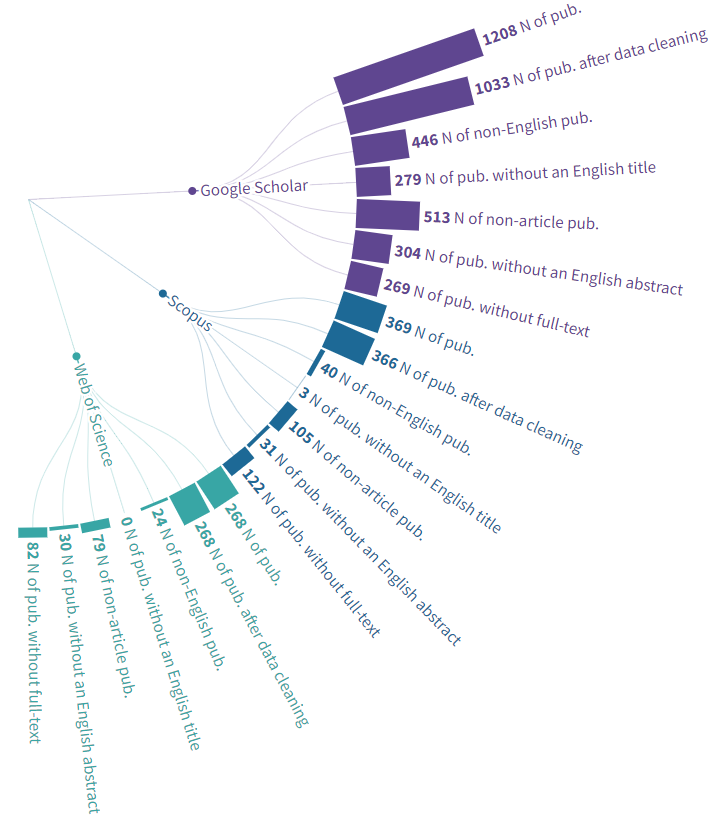 Google Scholar
1208 N of pub.
1033 N of pub. after data cleaning
446 N of non-English pub.
279 N of pub. without an English title
513 N of non-article pub.
304 N of pub. without an English abstract
269 N of pub. without full-text
Scopus
369 N of pub.
366 N of pub. after data cleaning
40 N of non-English pub.
3 N of pub. without an English title
105 N of non-article pub.
31 N of pub. without an English abstract
122 N of pub. without full-text
Web of Science
268 N of pub.
268 N of pub. after data cleaning
24 N of non-English pub.
0 N of pub. without an English title
79 N of non-article pub.
30 N of pub. without an English abstract
82 N of pub. without full-text